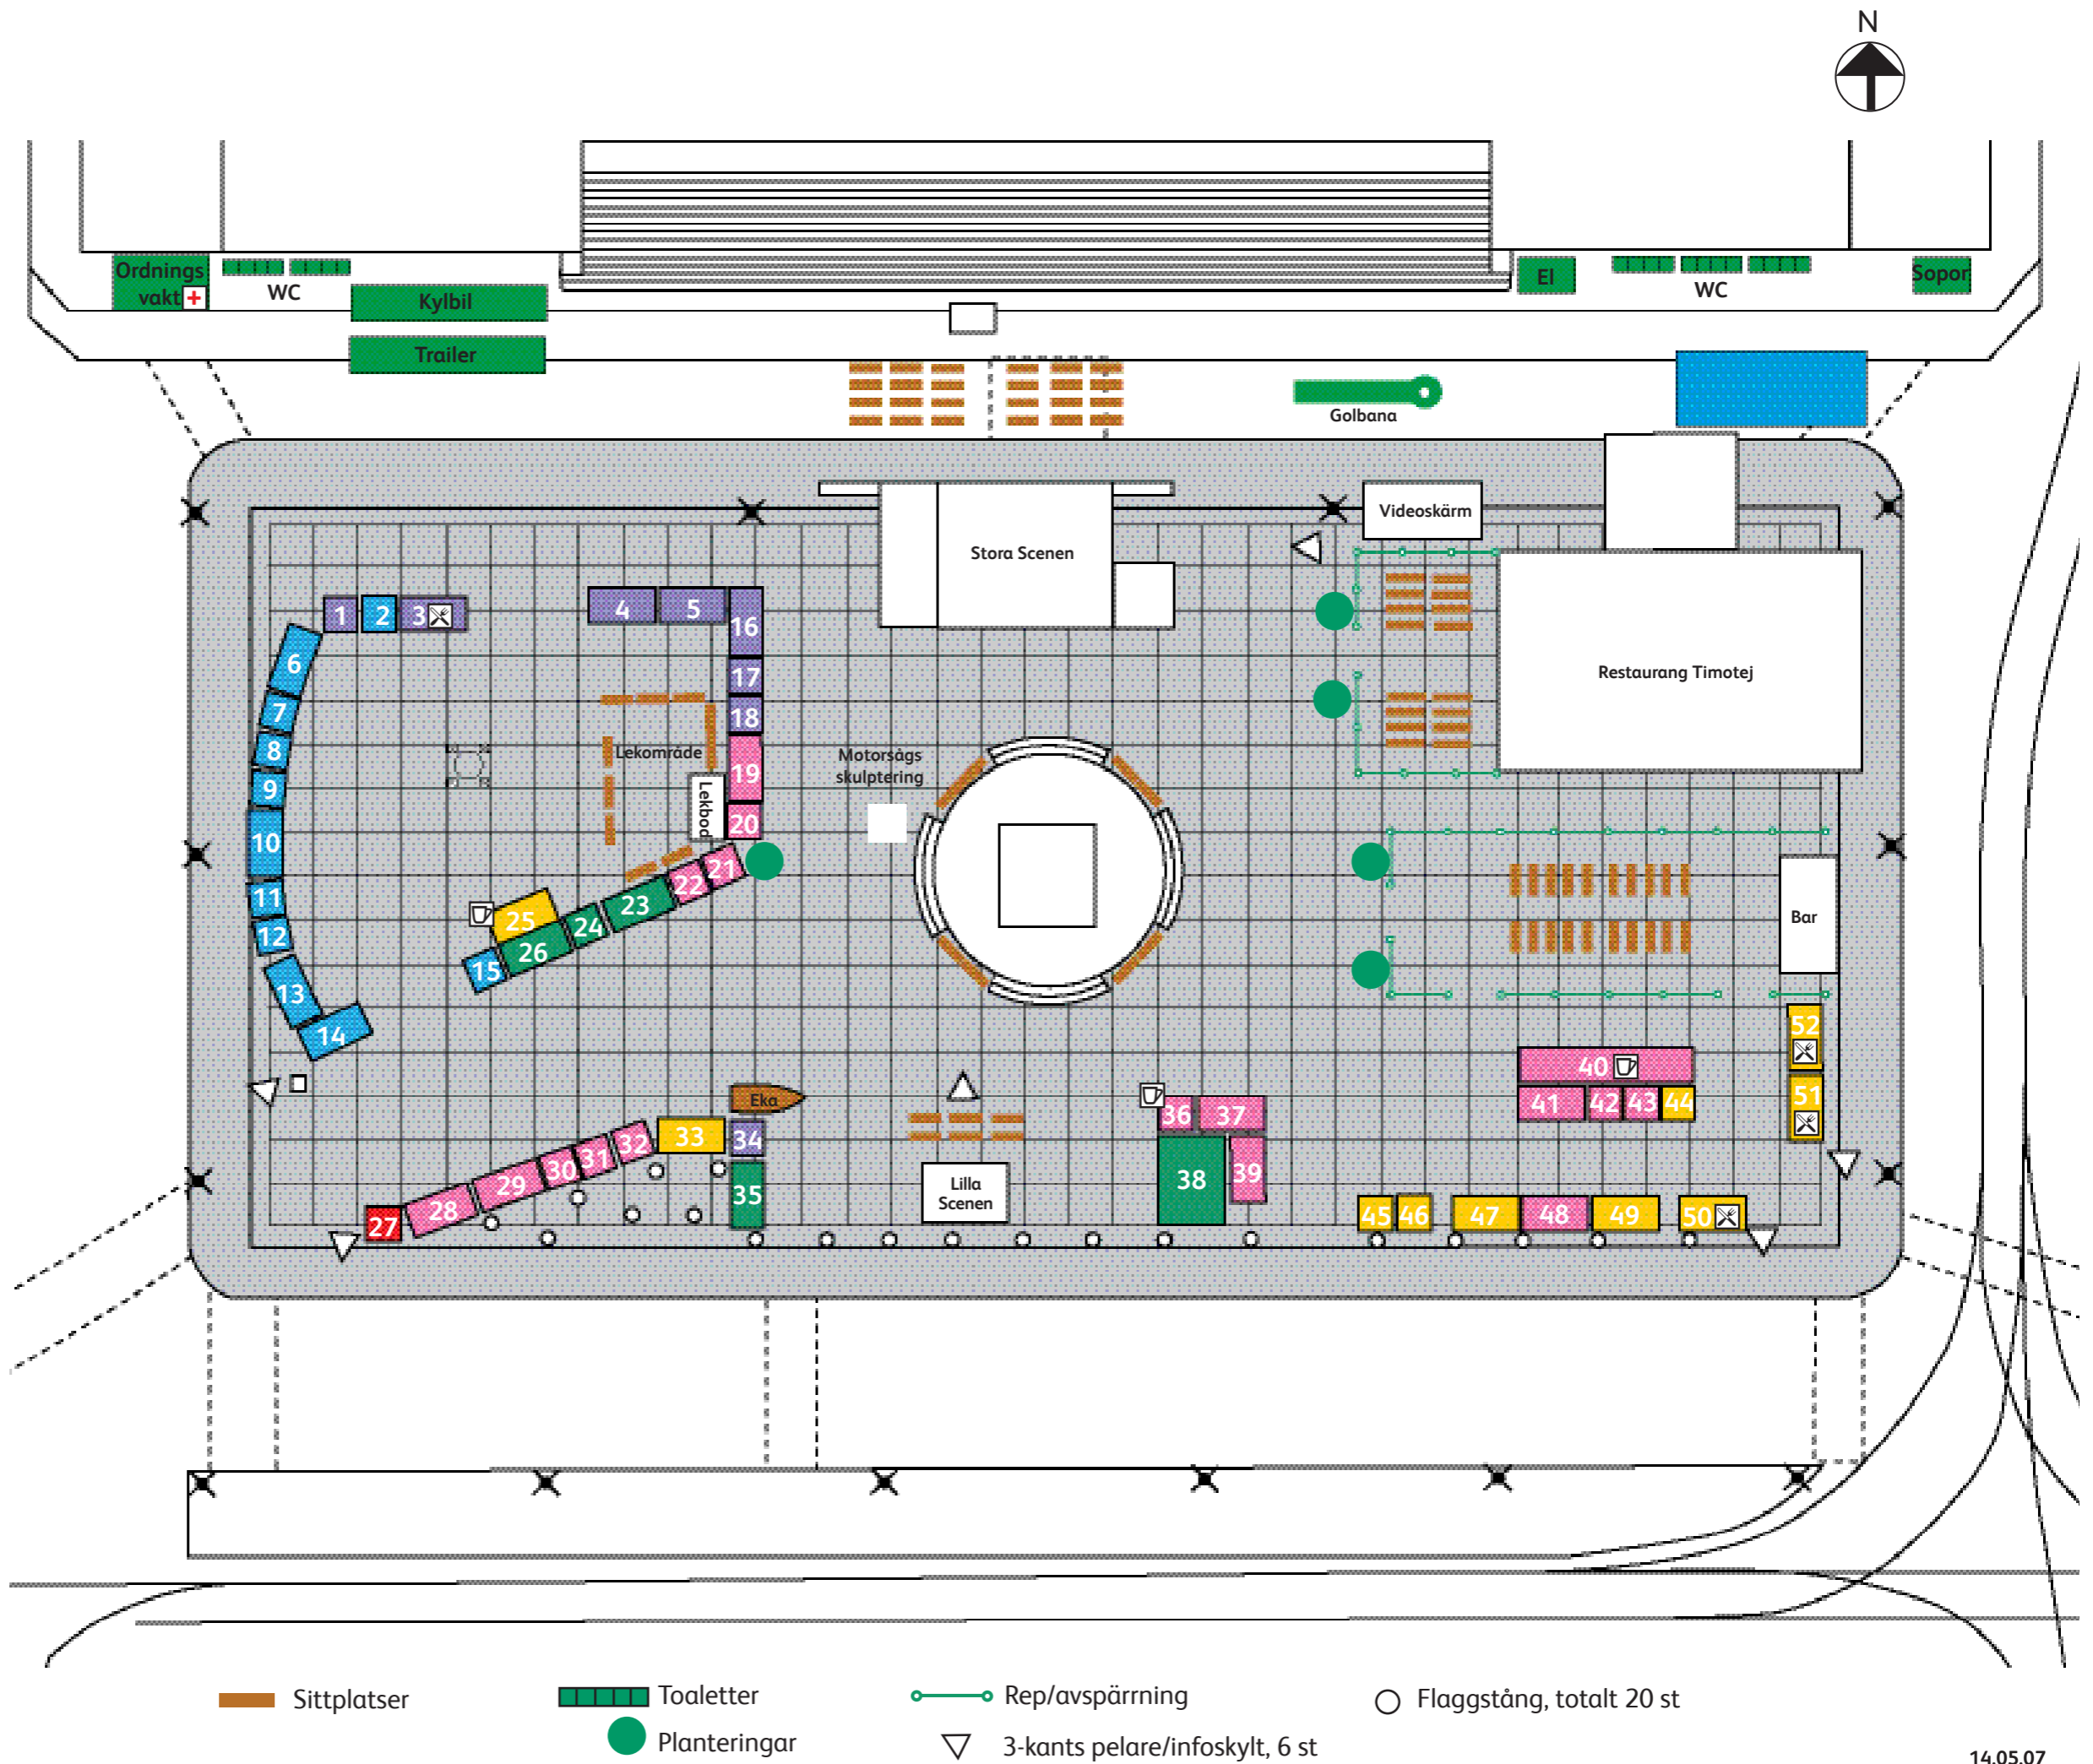 N
Ordnings
vakt
WC
Kylbil
Trailer
El
WC
Sopor
Golbana
Videoskärm
Stora Scenen
Restaurang Timotej
1
2
3
4
5
16
17
18
19
20
6
7
8
9
10
11
12
13
14
Lekområde
Lekbod
Motorsågs
skulptering
21
22
23
24
25
26
15
Bar
52
51
40
41
42
43
44
Eka
36
37
38
39
33
34
35
32
31
30
29
28
27
Lilla
Scenen
45
46
47
48
49
50
Sittplatser
Toaletter
Rep/avspärrning
Flaggstång, totalt 20 st
Planteringar
3-kants pelare/infoskylt, 6 st
14.05.07